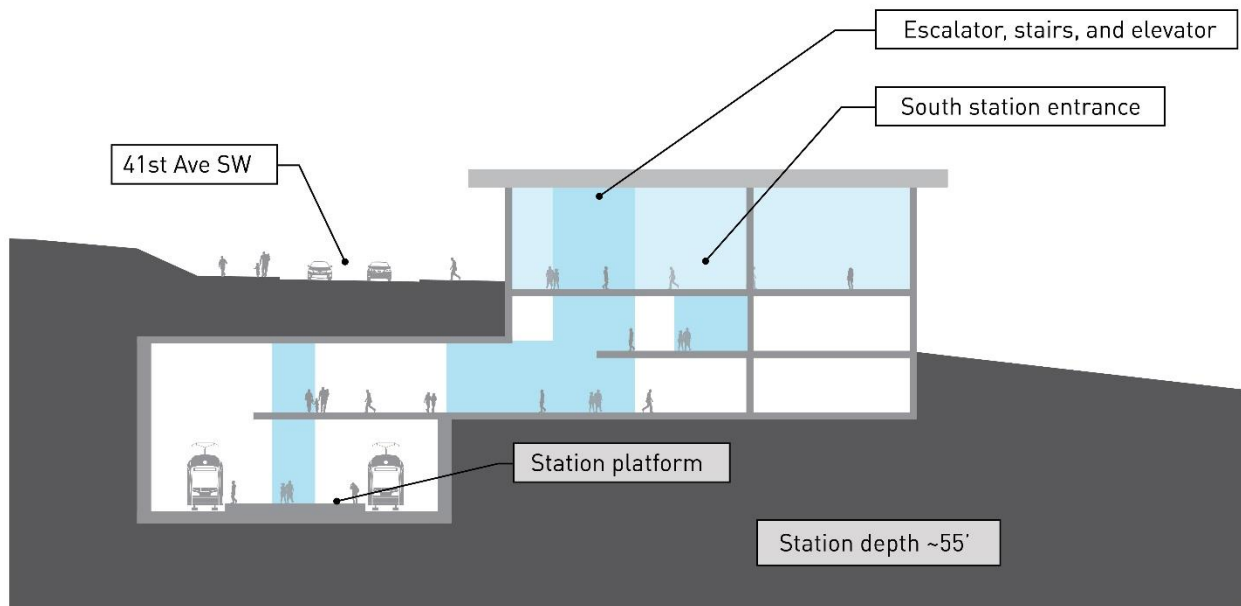 Escalator, stairs, and elevator
South station entrance
41st Ave SW
Station platform
Station depth ~55’